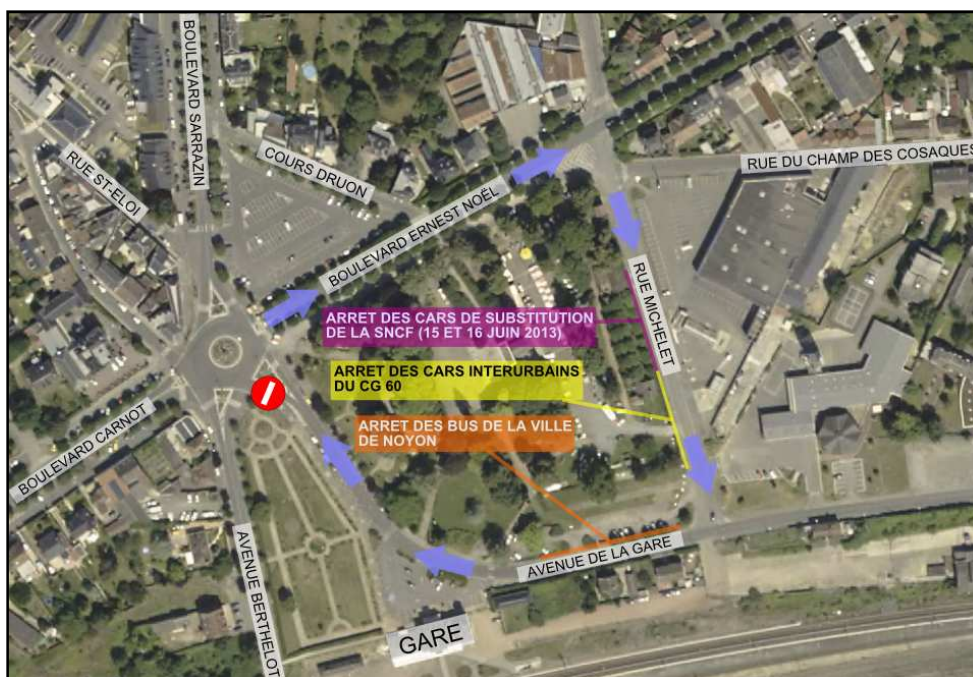 BOULEVARD SARRAZIN
RUE ST-ELOI
COURS DRUON
BOULEVARD ERNEST NOËL
RUE DU CHAMP DES COSAQUES
RUE MICHELET
ARRET DES CARS DE SUBSTITUTION
DE LA SNCF (15 ET 16 JUIN 2013)
ARRET DES CARS INTERURBAINS
DU CG 60
ARRET DES BUS DE LA VILLE
DE NOYON
BOULEVARD CARNOT
AVENUE BERTHELOT
AVENUE DE LA GARE
GARE